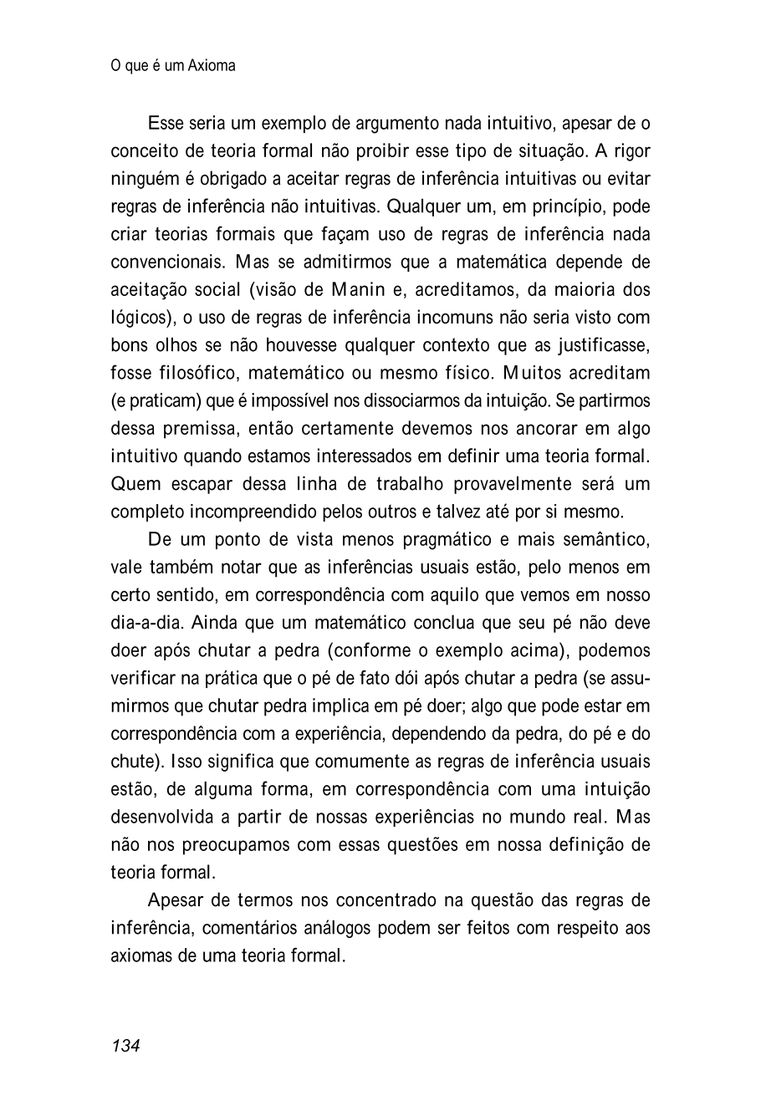 O que é um Axioma
Esse seria um exemplo de argumento nada intuitivo, apesar de o
conceito de teoria formal não proibir esse tipo de situação. A rigor
ninguém é obrigado a aceitar regras de inferência intuitivas ou evitar
regras de inferência não intuitivas. Qualquer um, em princípio, pode
criar teorias formais que façam uso de regras de inferência nada
convencionais. Mas se admitirmos que a matemática depende de
aceitação social (visão de Manin e, acreditamos, da maioria dos
lógicos), o uso de regras de inferência incomuns não seria visto com
bons olhos se não houvesse qualquer contexto que as justificasse,
fosse filosófico, matemático ou mesmo físico. Muitos acreditam
(e praticam) que é impossível nos dissociarmos da intuição. Se partirmos
dessa premissa, então certamente devemos nos ancorar em algo
intuitivo quando estamos interessados em definir uma teoria formal.
Quem escapar dessa linha de trabalho provavelmente será um
completo incompreendido pelos outros e talvez até por si mesmo.
De um ponto de vista menos pragmático e mais semântico,
vale também notar que as inferências usuais estão, pelo menos em
certo sentido, em correspondência com aquilo que vemos em nosso
dia-a-dia. Ainda que um matemático conclua que seu pé não deve
doer após chutar a pedra (conforme o exemplo acima), podemos
verificar na prática que o pé de fato dói após chutar a pedra (se assu-
mirmos que chutar pedra implica em pé doer; algo que pode estar em
correspondência com a experiência, dependendo da pedra, do pé e do
chute). Isso significa que comumente as regras de inferência usuais
estão, de alguma forma, em correspondência com uma intuição
desenvolvida a partir de nossas experiências no mundo real. Mas
não nos preocupamos com essas questões em nossa definição de
teoria formal.
Apesar de termos nos concentrado na questão das regras de
inferência, comentários análogos podem ser feitos com respeito aos
axiomas de uma teoria formal.
134